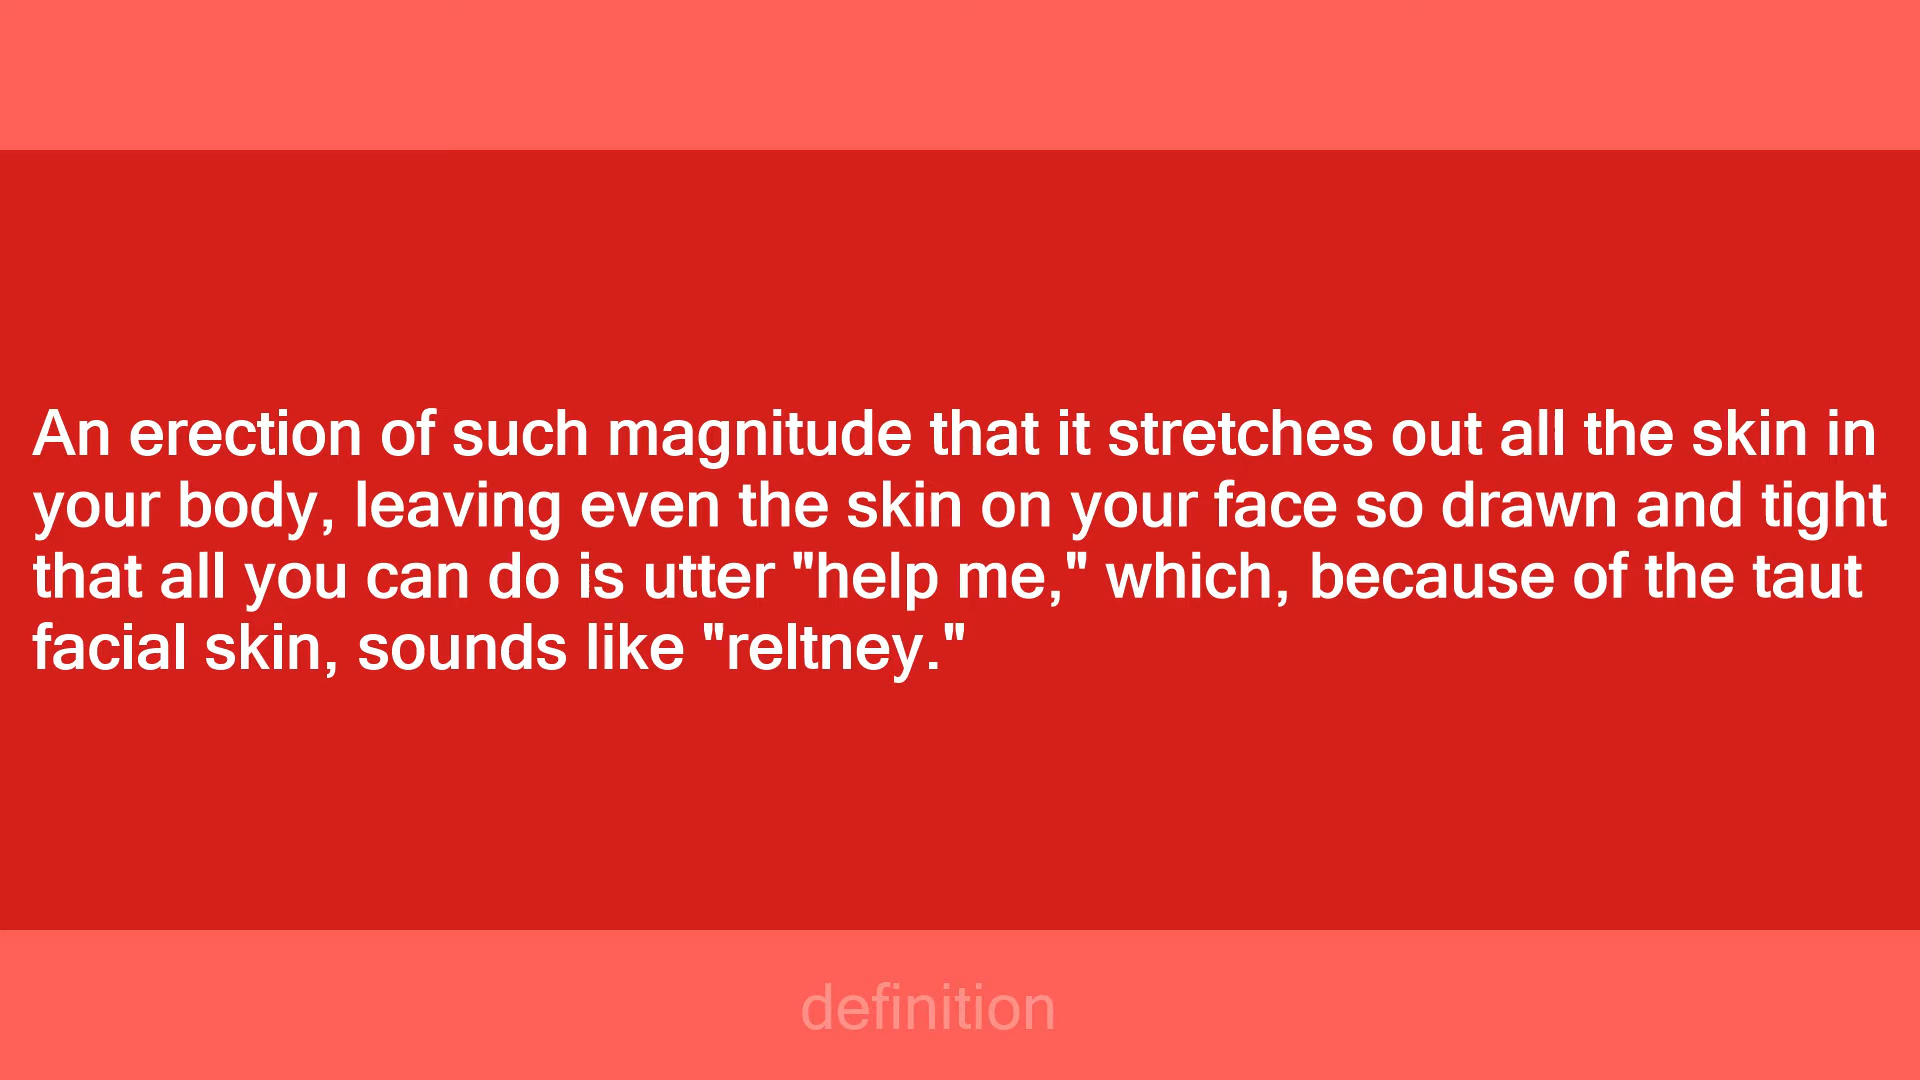 An erection of such magnitude that it stretches out all the skin in
your body, leaving even the skin on your face so drawn and tight
that all you can do is utter "help me," which, because of the taut
facial skin, sounds like "reltney."
definition